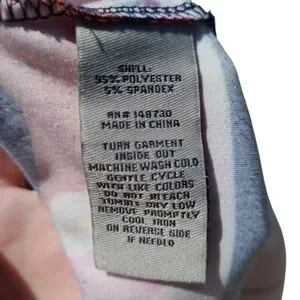 SHELL:
95% POLYESTER
5% SPANDEX
RN# 148730
MADE IN CHINA
TURN GARMENT
INSIDE OUT
MACHINE WASH COLD
GENTLE CYCLE
WITH LIKE COLORS
DO NOT BLEACH
TUMBLE DRY LOW
REMOVE PROMPTLY
COOL IRON
ON REVERSE SIDE
IF NEEDED